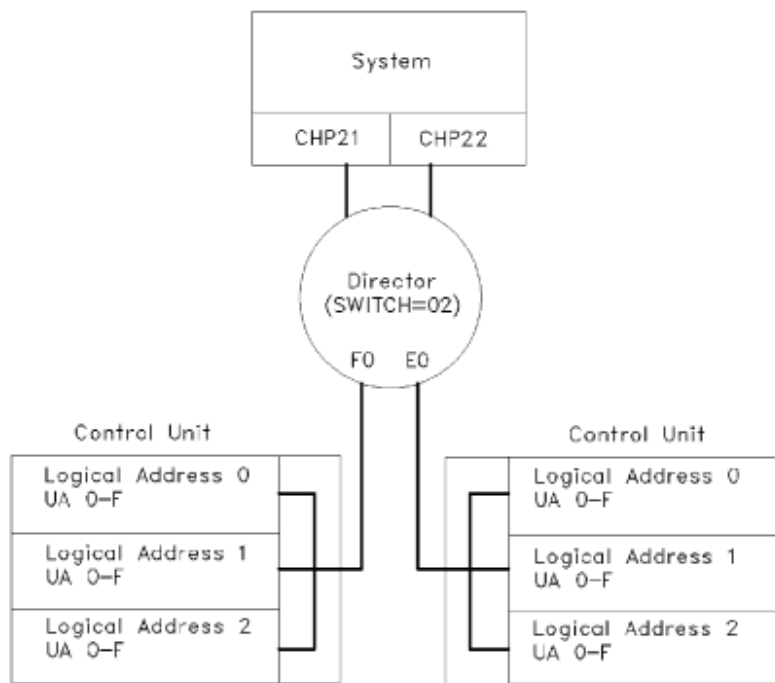 System
CHP21
CHP22
Director
(SWITCH=02)
F0 E0
Control Unit
Logical Address 0
UA 0-F
Logical Address 1
UA 0-F
Logical Address 2
UA 0-F
Control Unit
Logical Address 0
UA 0-F
Logical Address 1
UA 0-F
Logical Address 2
UA 0-F